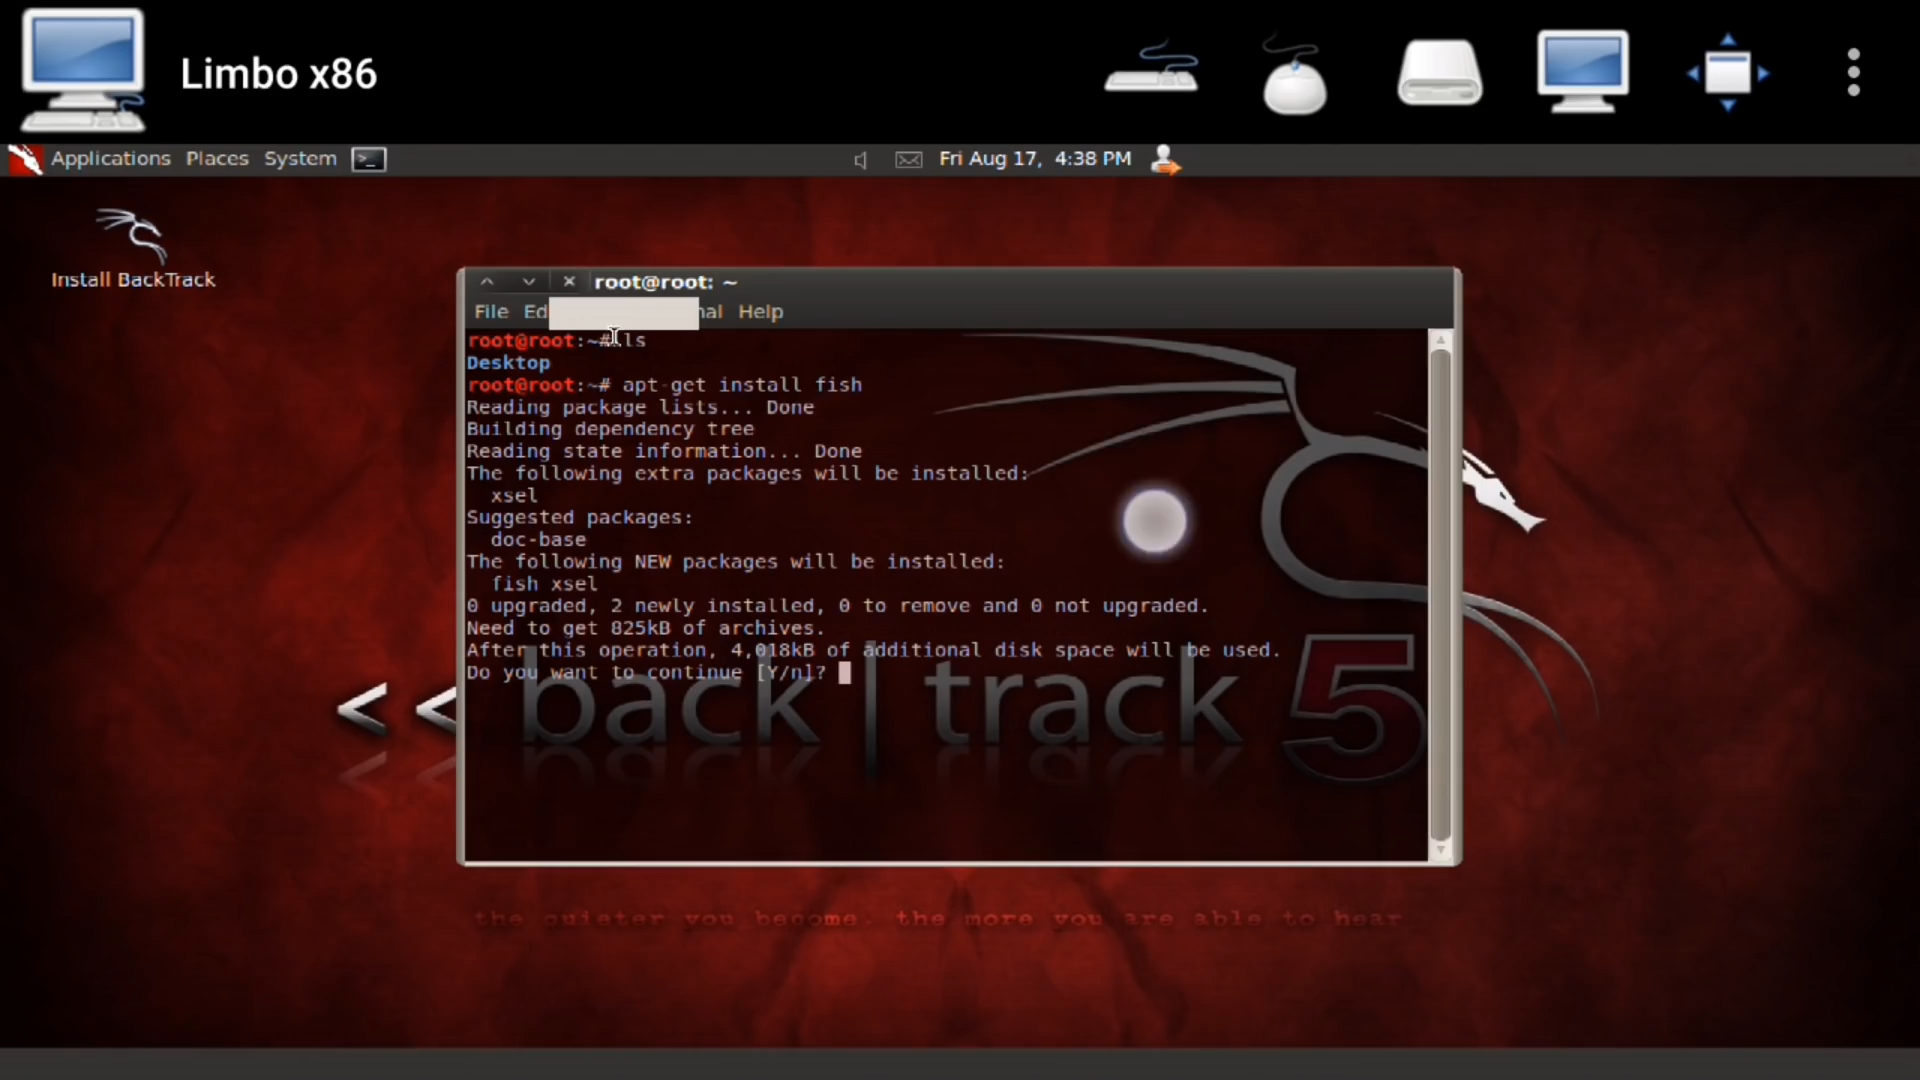 Limbo x86
Applications Places System Fri Aug 17, 4:38 PM
Install BackTrack
root@root: ~
File Ed nal Help
root@root:~# ls
Desktop
root@root:~# apt-get install fish
Reading package lists... Done
Building dependency tree
Reading state information... Done
The following extra packages will be installed:
xsel
Suggested packages:
doc-base
The following NEW packages will be installed:
fish xsel
0 upgraded, 2 newly installed, 0 to remove and 0 not upgraded.
Need to get 825kB of archives.
After this operation, 4,018kB of additional disk space will be used.
Do you want to continue [Y/n]?
<< back | track 5
the quieter you become, the more you are able to hear